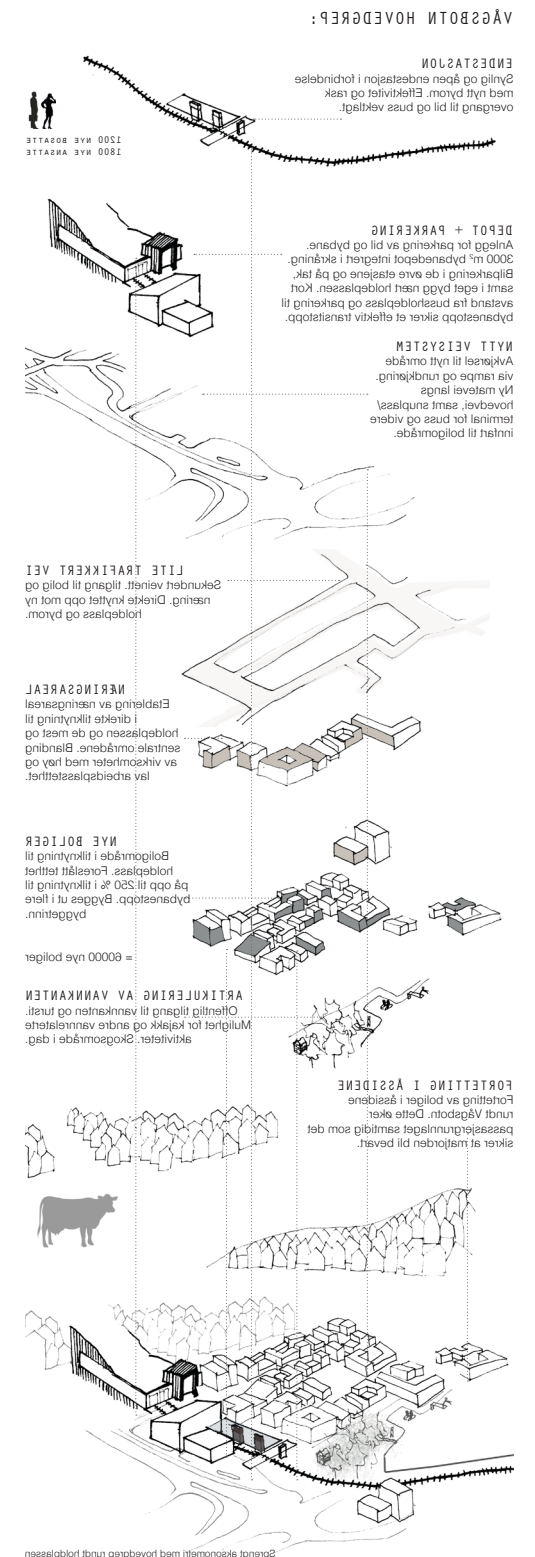 VÅGSBOTN HOVEDGREP:
ENDESTASJON
Synlig og åpen endestasjon i forbindelse
med nytt byrom. Effektivitet og rask
overgang til bil og buss vektlagt.
1200 NYE BOSATTE
1800 NYE ANSATTE
DEPOT + PARKERING
Anlegg for parkering av bil og bybane.
3000 m² bybanedepot integrert i skråning.
Bilparkering i de øvre etasjene og på tak,
samt i eget bygg nært holdeplassen. Kort
avstand fra bussholdeplass og parkering til
bybanestopp sikrer et effektiv transitstopp.
NYTT VEISYSTEM
Avkjørsel til nytt område
via rampe og rundkjøring.
Ny matevei langs
hovedvei, samt snuplass/
terminal for buss og videre
innfart til boligområde.
LITE TRAFIKKERT VEI
Sekundert veinett. tilgang til bolig og
næring. Direkte knyttet opp mot ny
holdeplass og byrom.
NÆRINGSAREAL
Etablering av næringsareal
i direkte tilknytning til
holdeplassen og de mest og
sentrale områdene. Blanding
av virksomheter med høy og
lav arbeidsplasstetthet.
NYE BOLIGER
Boligområde i tilknytning til
holdeplass. Foreslått tetthet
på opp til 250 % i tilknytning til
bybanestopp. Bygges ut i flere
byggetrinn.
= 60000 nye boliger
ARTIKULERING AV VANNKANTEN
Offentlig tilgang til vannkanten og tursti.
Mulighet for kajakk og andre vannrelaterte
aktiviteter. Skogsområde i dag.
FORTETTET I ÅSSIDENE
Fortetting av boliger i åssidene
rundt Vågsbotn. Dette øker
passasjergrunnlaget samtidig som det
sikrer at matjorden bli bevart.
Sprengt aksonometri med hovedgrep rundt holdplassen